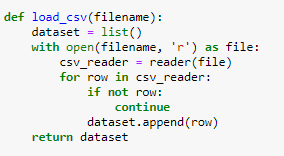 def load_csv(filename):
    dataset = list()
    with open(filename, 'r') as file:
        csv_reader = reader(file)
        for row in csv_reader:
            if not row:
                continue
            dataset.append(row)
    return dataset